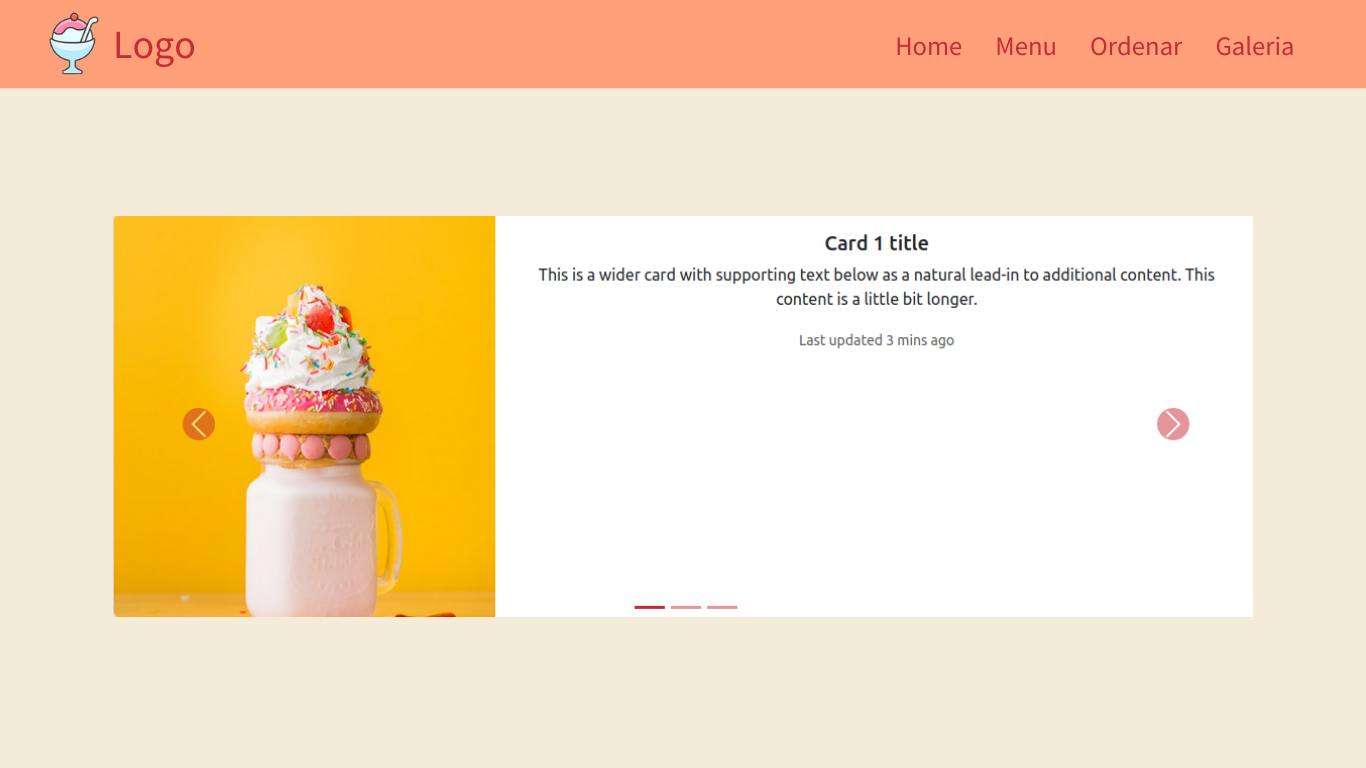 Logo
Home Menu Ordenar Galeria
Card 1 title
This is a wider card with supporting text below as a natural lead-in to additional content. This
content is a little bit longer.
Last updated 3 mins ago